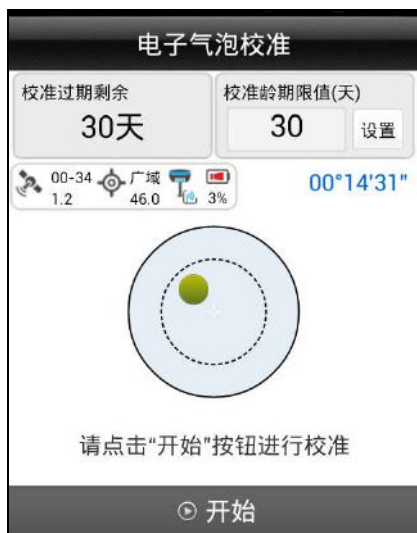 电子气泡校准
校准过期剩余
30天
校准龄期限值(天)
30
设置
00-34
1.2
广域
46.0
3%
00°14'31"
请点击“开始”按钮进行校准
开始